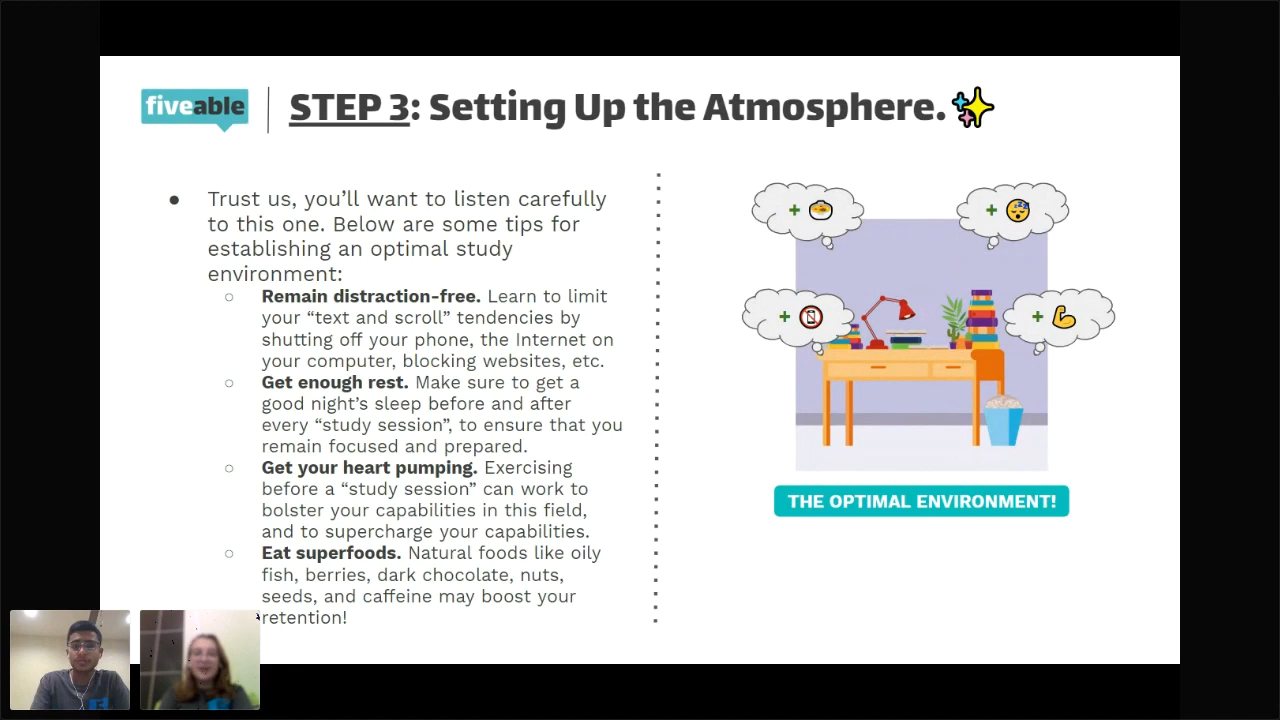 fiveable
STEP 3: Setting Up the Atmosphere.
● Trust us, you’ll want to listen carefully
to this one. Below are some tips for
establishing an optimal study
environment:
○ Remain distraction-free. Learn to limit
your “text and scroll” tendencies by
shutting off your phone, the Internet on
your computer, blocking websites, etc.
○ Get enough rest. Make sure to get a
good night’s sleep before and after
every “study session”, to ensure that you
remain focused and prepared.
○ Get your heart pumping. Exercising
before a “study session” can work to
bolster your capabilities in this field,
and to supercharge your capabilities.
○ Eat superfoods. Natural foods like oily
fish, berries, dark chocolate, nuts,
seeds, and caffeine may boost your
retention!
THE OPTIMAL ENVIRONMENT!